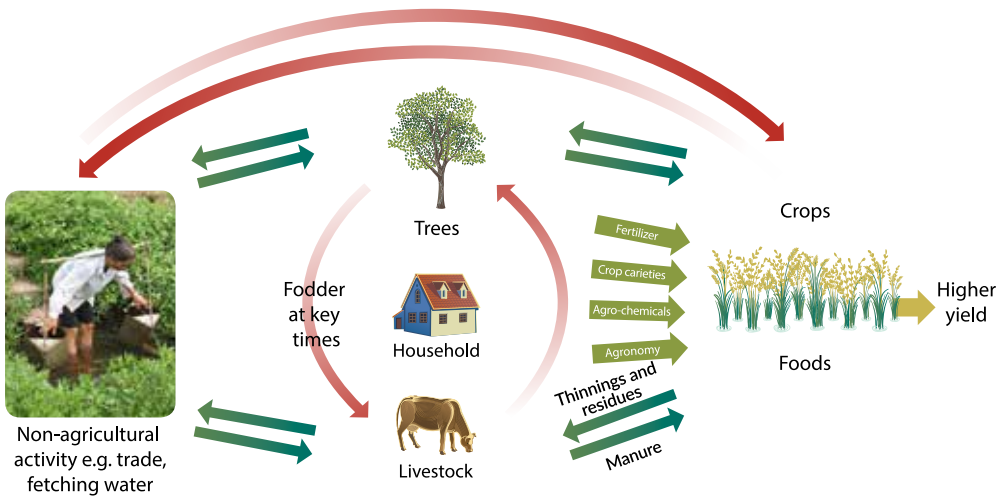 Trees
Crops
Fertilizer
Crop carieties
Agro-chemicals
Agronomy
Fodder
at key
times
Household
Higher
yield
Foods
Thinnings and
residues
Manure
Livestock
Non-agricultural
activity e.g. trade,
fetching water